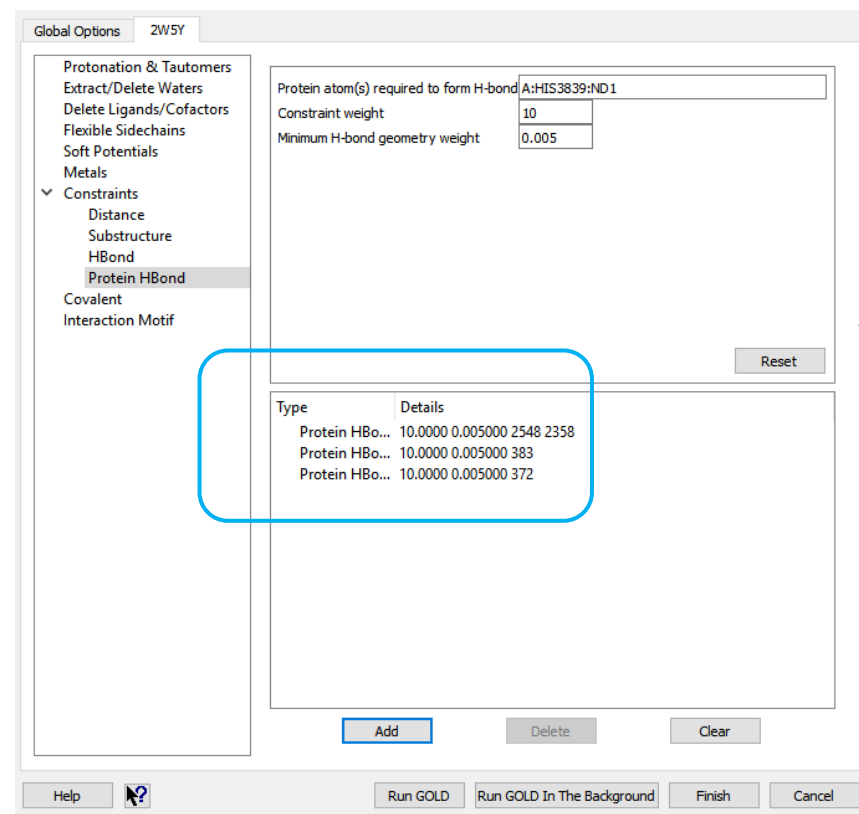 Global Options 2W5Y
Protonation & Tautomers
Extract/Delete Waters
Delete Ligands/Cofactors
Flexible Sidechains
Soft Potentials
Metals
Constraints
Distance
Substructure
HBond
Protein HBond
Covalent
Interaction Motif
Protein atom(s) required to form H-bond A:HIS3839:ND1
Constraint weight 10
Minimum H-bond geometry weight 0.005
Reset
Type Details
Protein HBo... 10.0000 0.005000 2548 2358
Protein HBo... 10.0000 0.005000 383
Protein HBo... 10.0000 0.005000 372
Add Delete Clear
Help ? Run GOLD Run GOLD In The Background Finish Cancel